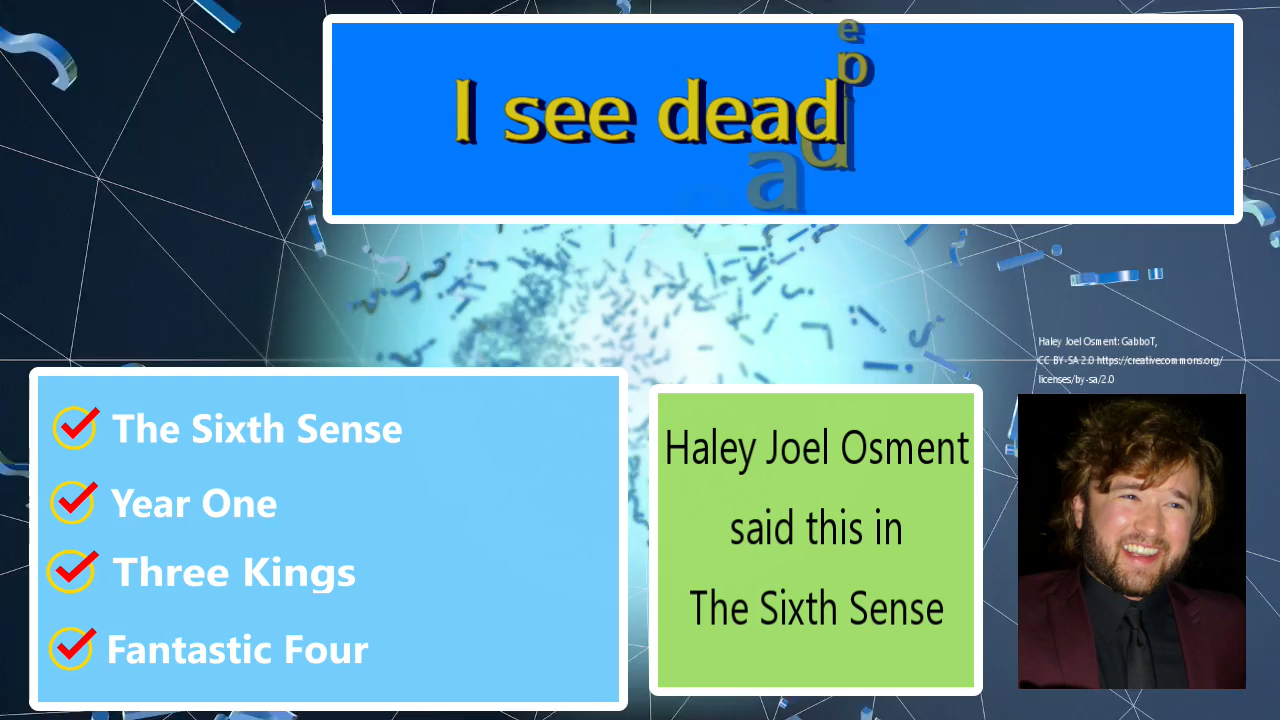 I see dead
The Sixth Sense
Year One
Three Kings
Fantastic Four
Haley Joel Osment
said this in
The Sixth Sense
Haley Joel Osment: GabboT,
CC BY-SA 2.0 https://creativecommons.org/
licenses/by-sa/2.0